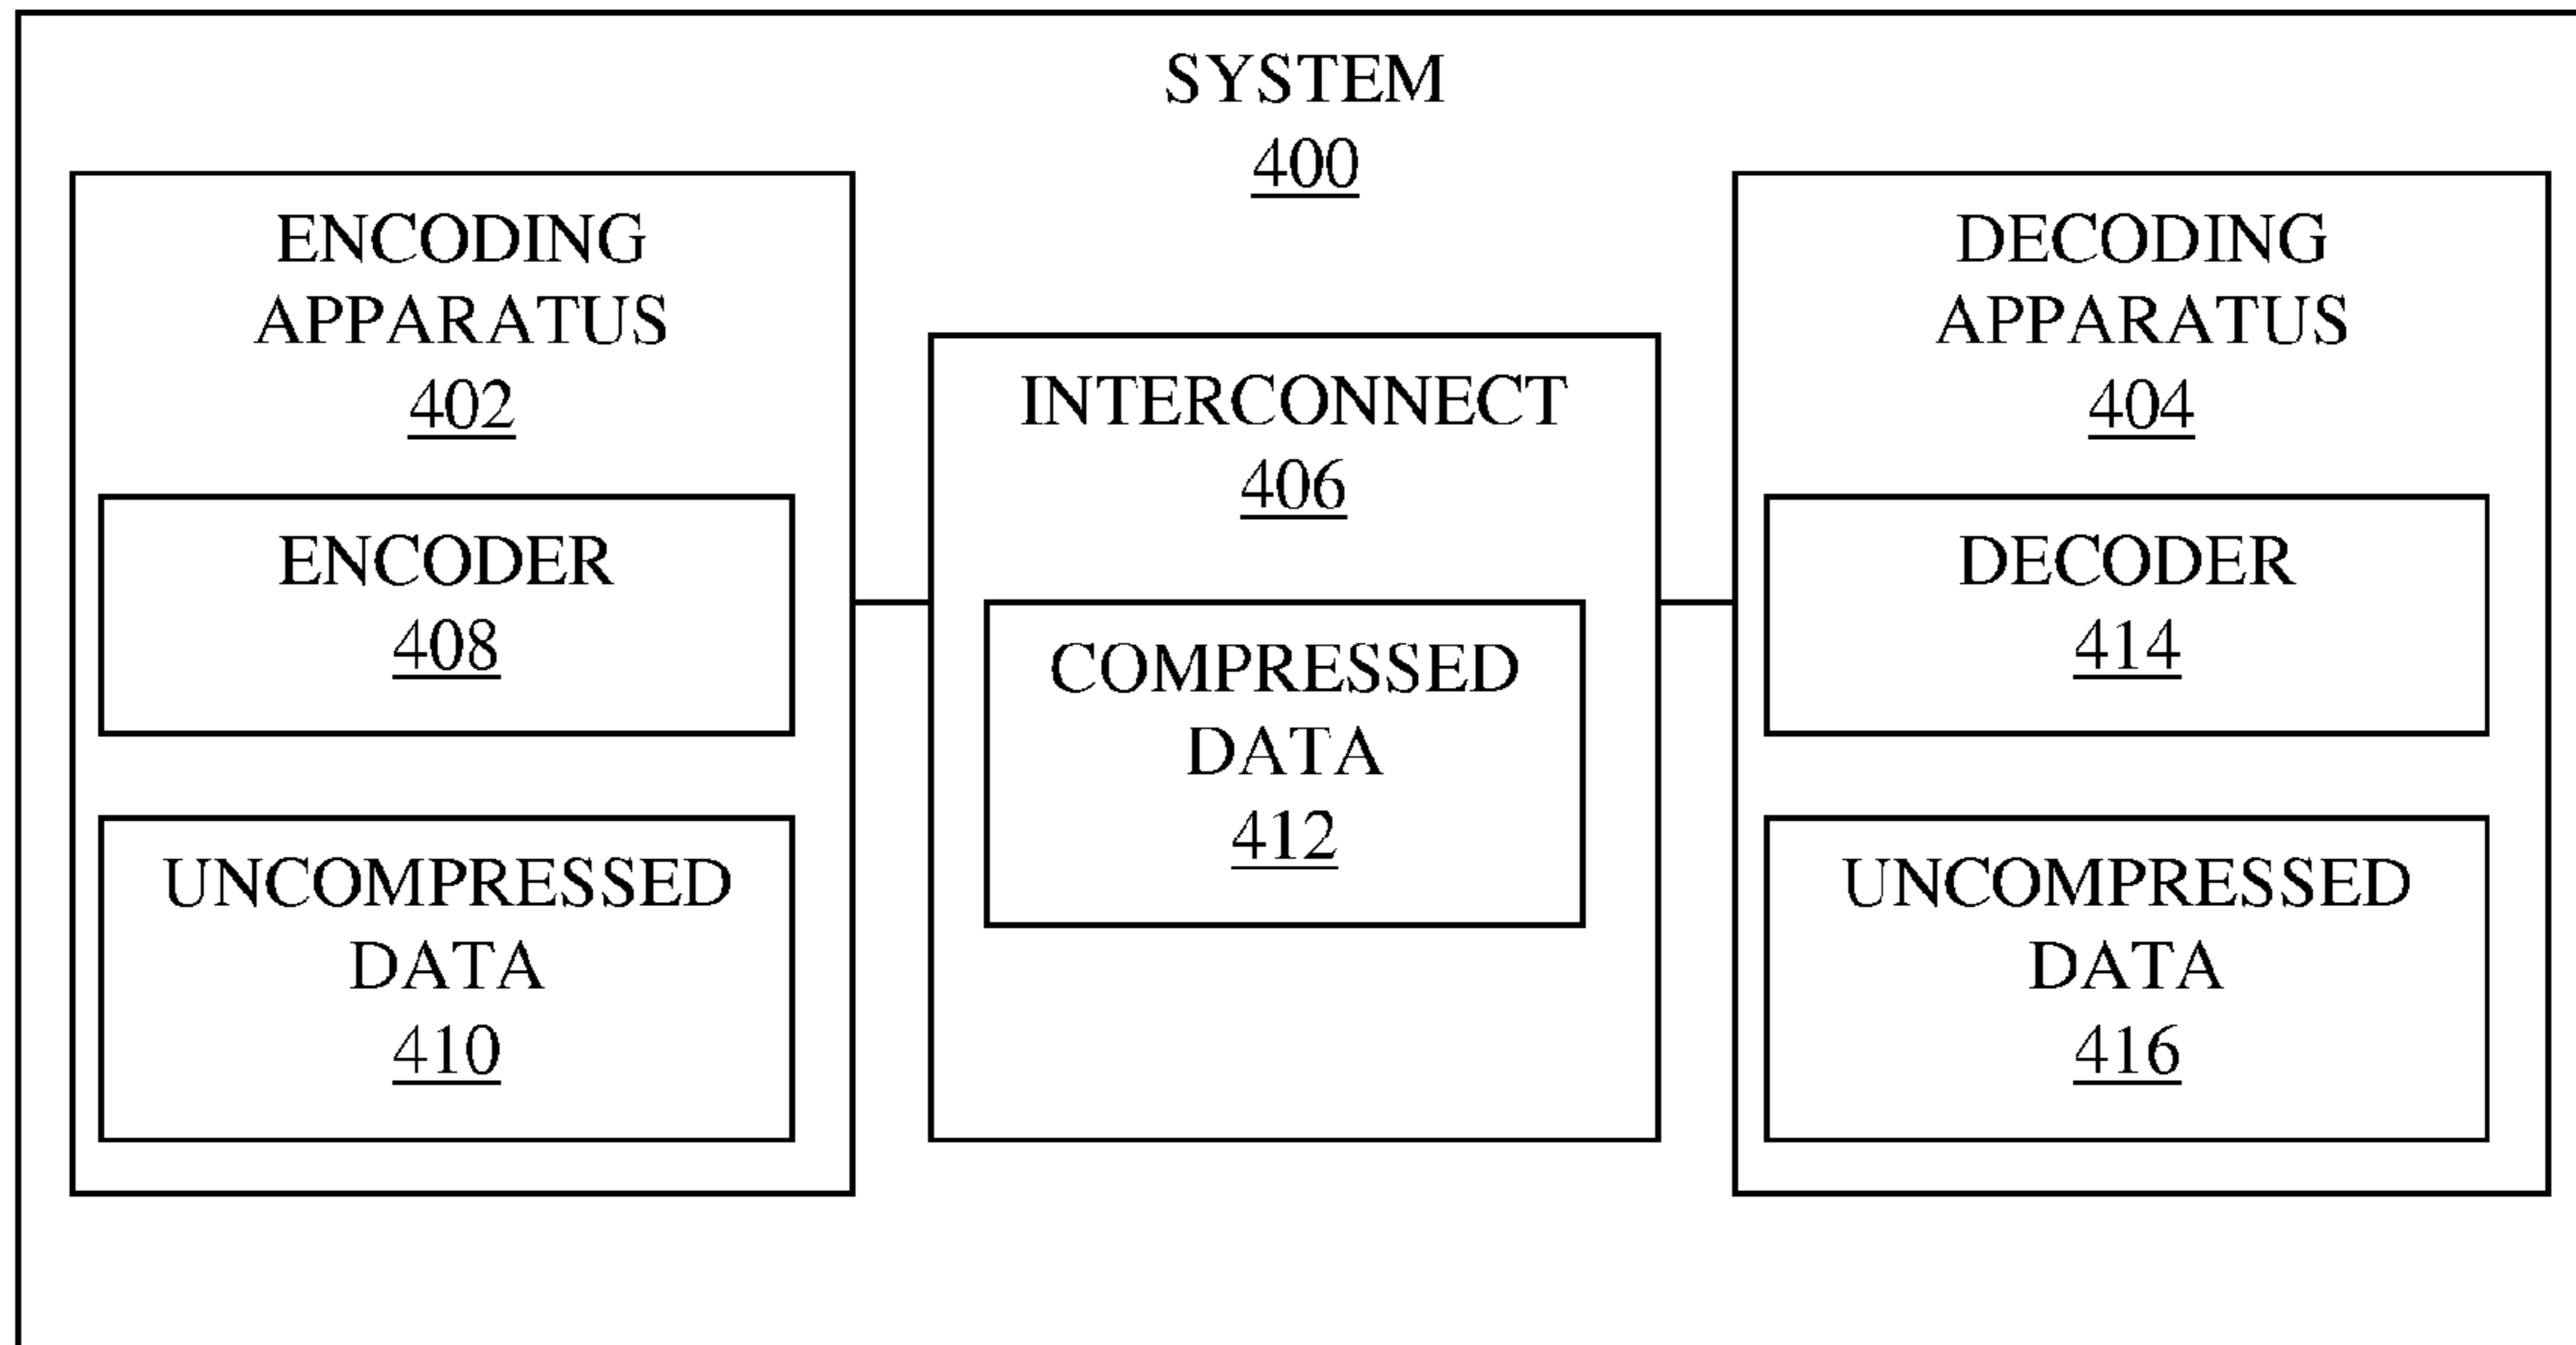 SYSTEM
400
ENCODING
APPARATUS
402
ENCODER
408
UNCOMPRESSED
DATA
410
INTERCONNECT
406
COMPRESSED
DATA
412
DECODING
APPARATUS
404
DECODER
414
UNCOMPRESSED
DATA
416